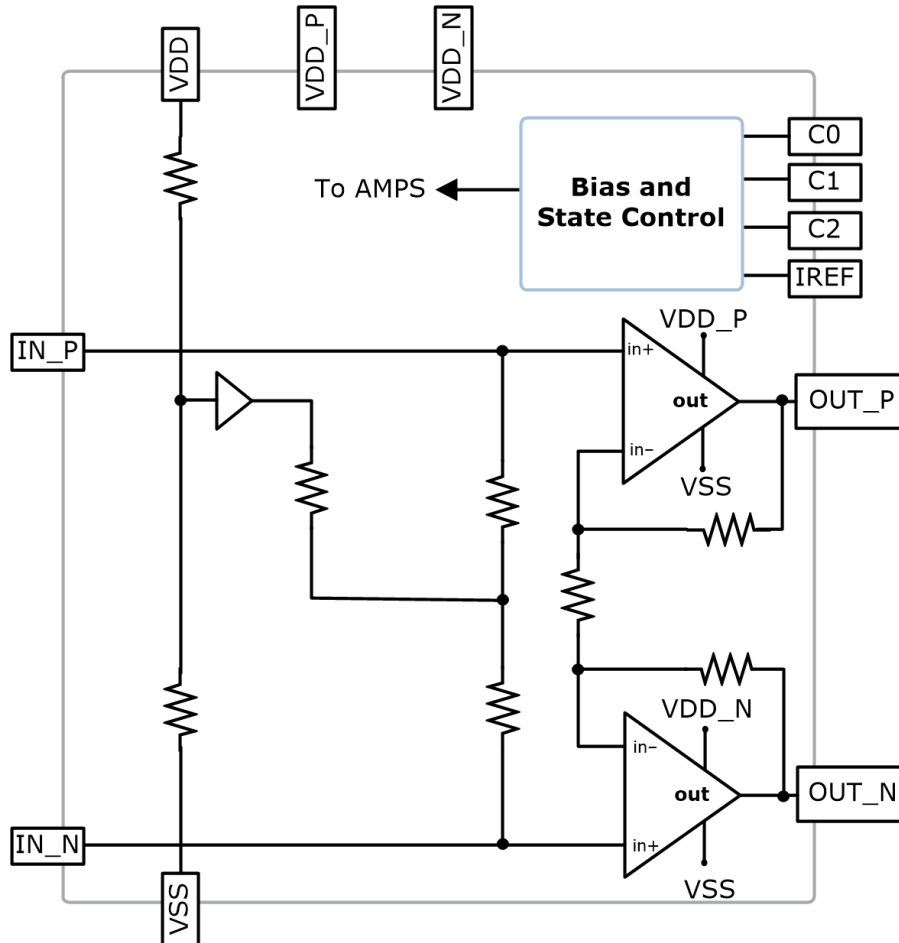 VDD
VDD_P
VDD_N
C0
C1
C2
IREF
To AMPS
Bias and
State Control
IN_P
VDD_P
in+
out
OUT_P
in−
VSS
VDD_N
in−
out
OUT_N
in+
IN_N
VSS
VSS